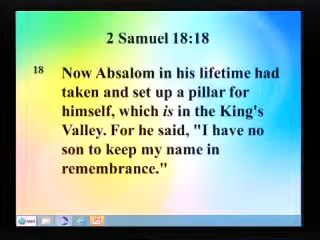 2 Samuel 18:18
18 Now Absalom in his lifetime had
taken and set up a pillar for
himself, which is in the King's
Valley. For he said, "I have no
son to keep my name in
remembrance."
start